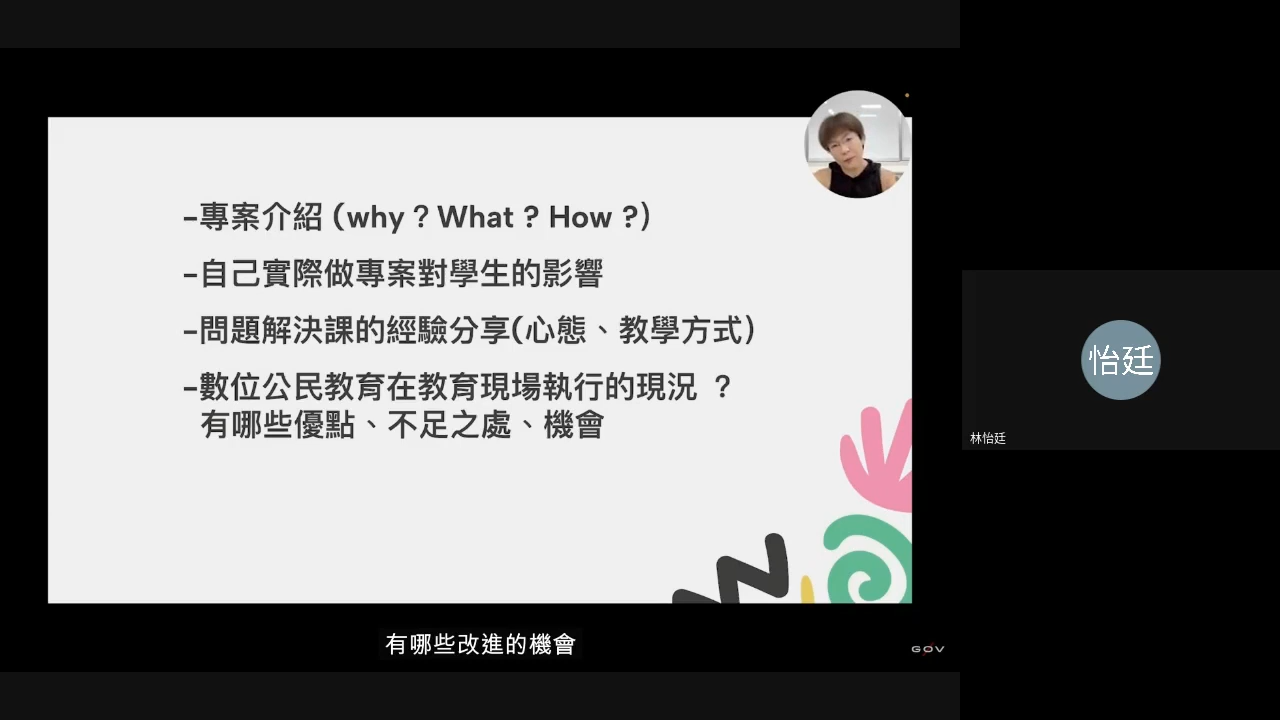 -專案介紹 (why ? What ? How ?)
-自己實際做專案對學生的影響
-問題解決課的經驗分享(心態、教學方式)
-數位公民教育在教育現場執行的現況 ?
有哪些優點、不足之處、機會
怡廷
林怡廷
有哪些改進的機會
GOV